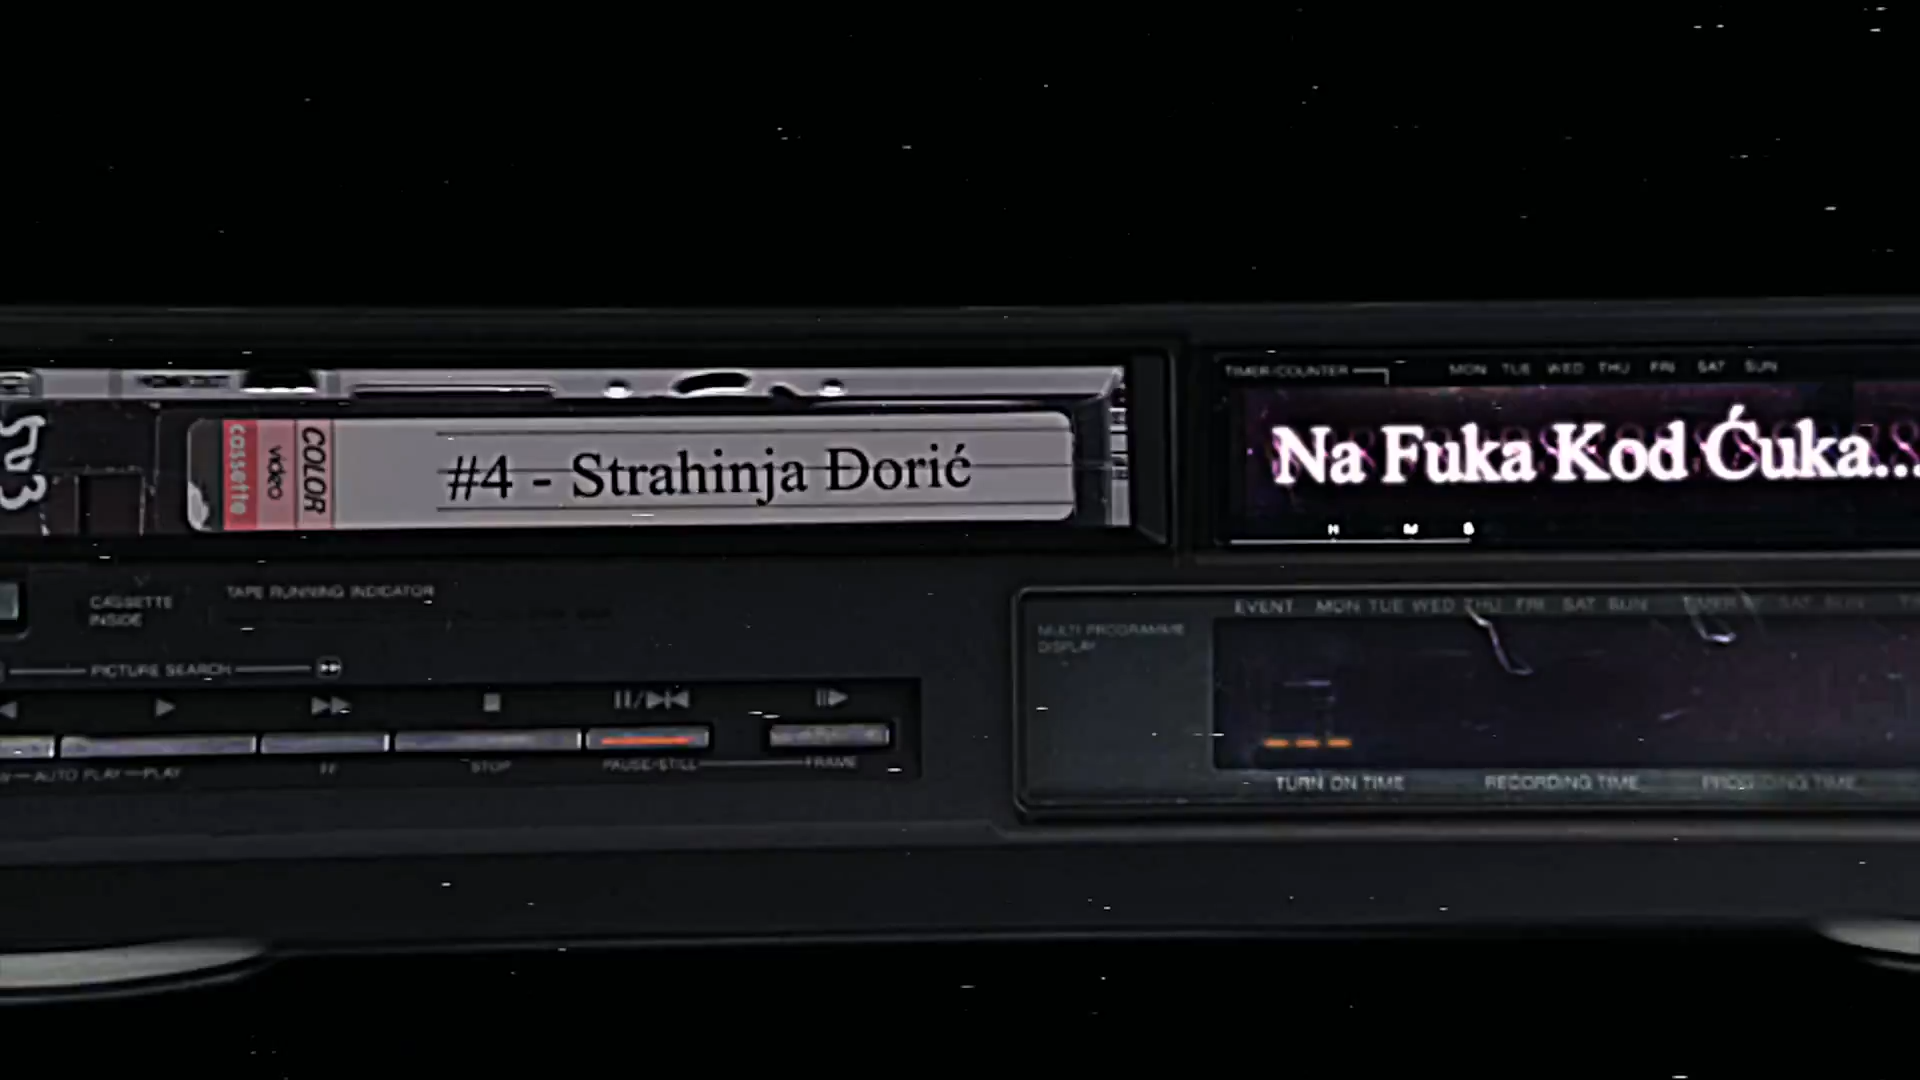 TIMER/COUNTER MON TUE WED THU FRI SAT SUN
cassette video COLOR #4 - Strahinja Đorić
Na Fuka Kod Ćuka...
H M S
CASSETTE INSIDE
TAPE RUNNING INDICATOR
EVENT MON TUE WED THU FRI SAT SUN
MULTI PROGRAMME DISPLAY
PICTURE SEARCH
AUTO PLAY PLAY FF STOP PAUSE/STILL FRAME
TURN ON TIME RECORDING TIME